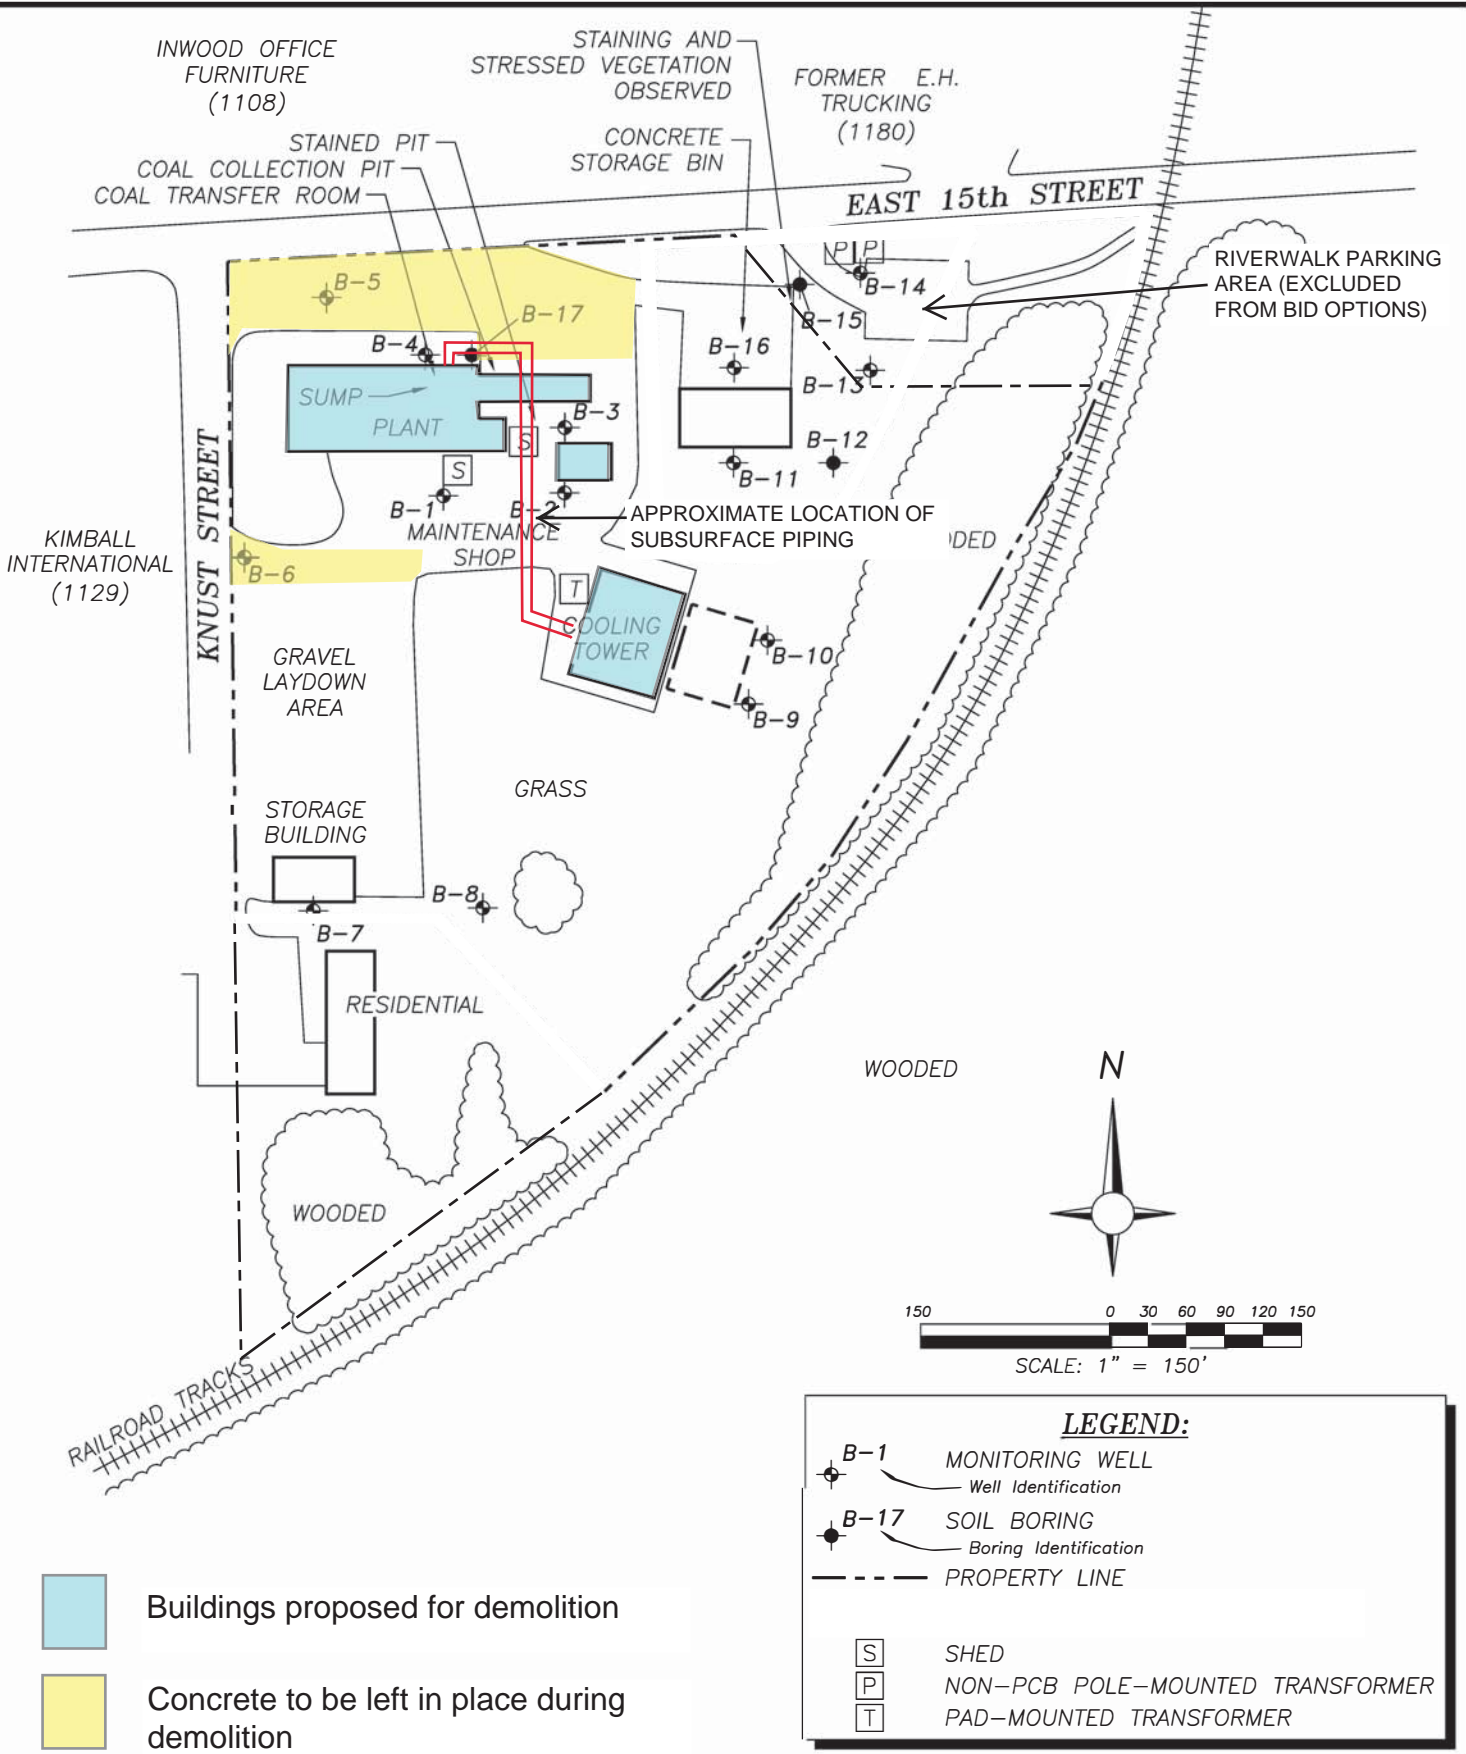 INWOOD OFFICE
FURNITURE
(1108)
STAINING AND
STRESSED VEGETATION
OBSERVED
FORMER E.H.
TRUCKING
(1180)
STAINED PIT
COAL COLLECTION PIT
COAL TRANSFER ROOM
CONCRETE
STORAGE BIN
EAST 15th STREET
P P
RIVERWALK PARKING
AREA (EXCLUDED
FROM BID OPTIONS)
B-5
B-17
B-14
B-15
B-4
B-16
B-13
SUMP
PLANT
B-3
S
S
B-12
B-11
B-1
B-2
MAINTENANCE
SHOP
APPROXIMATE LOCATION OF
SUBSURFACE PIPING
DED
KNUST STREET
KIMBALL
INTERNATIONAL
(1129)
B-6
T
COOLING
TOWER
B-10
B-9
GRAVEL
LAYDOWN
AREA
GRASS
STORAGE
BUILDING
B-8
B-7
RESIDENTIAL
WOODED
N
WOODED
RAILROAD TRACKS
150 0 30 60 90 120 150
SCALE: 1" = 150'
LEGEND:
B-1 MONITORING WELL
Well Identification
B-17 SOIL BORING
Boring Identification
PROPERTY LINE
S SHED
P NON-PCB POLE-MOUNTED TRANSFORMER
T PAD-MOUNTED TRANSFORMER
Buildings proposed for demolition
Concrete to be left in place during
demolition